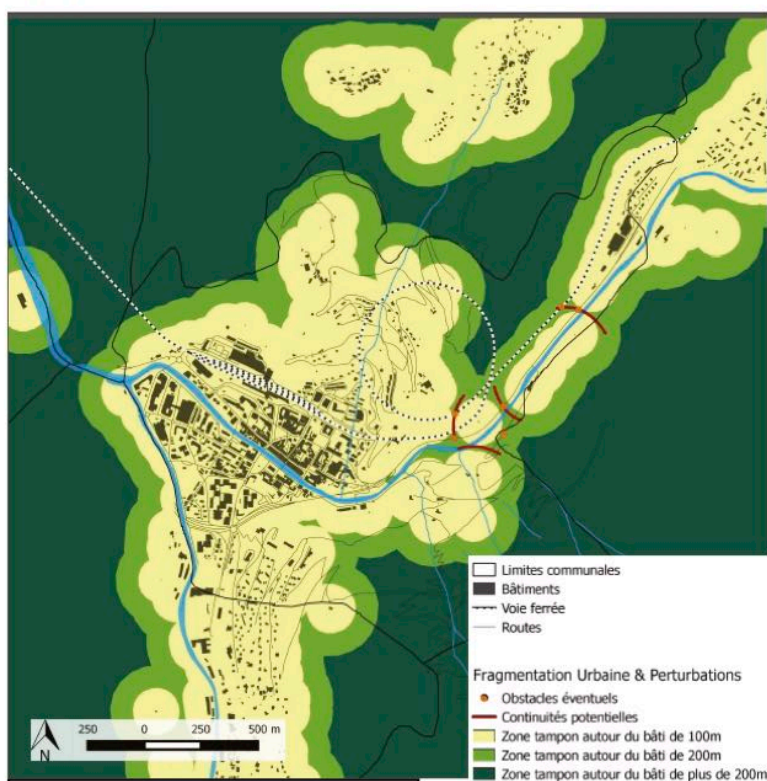 Limites communales
Bâtiments
Voie ferrée
Routes
Fragmentation Urbaine & Perturbations
Obstacles éventuels
Continuités potentielles
Zone tampon autour du bâti de 100m
Zone tampon autour du bâti de 200m
Zone tampon autour du bâti de plus de 200m
250 0 250 500 m
N